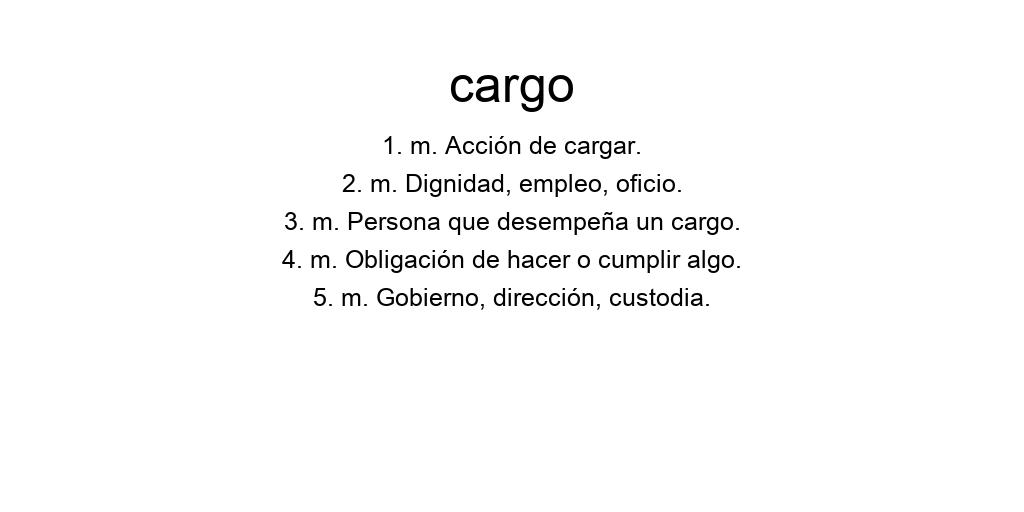 cargo
1. m. Acción de cargar.
2. m. Dignidad, empleo, oficio.
3. m. Persona que desempeña un cargo.
4. m. Obligación de hacer o cumplir algo.
5. m. Gobierno, dirección, custodia.